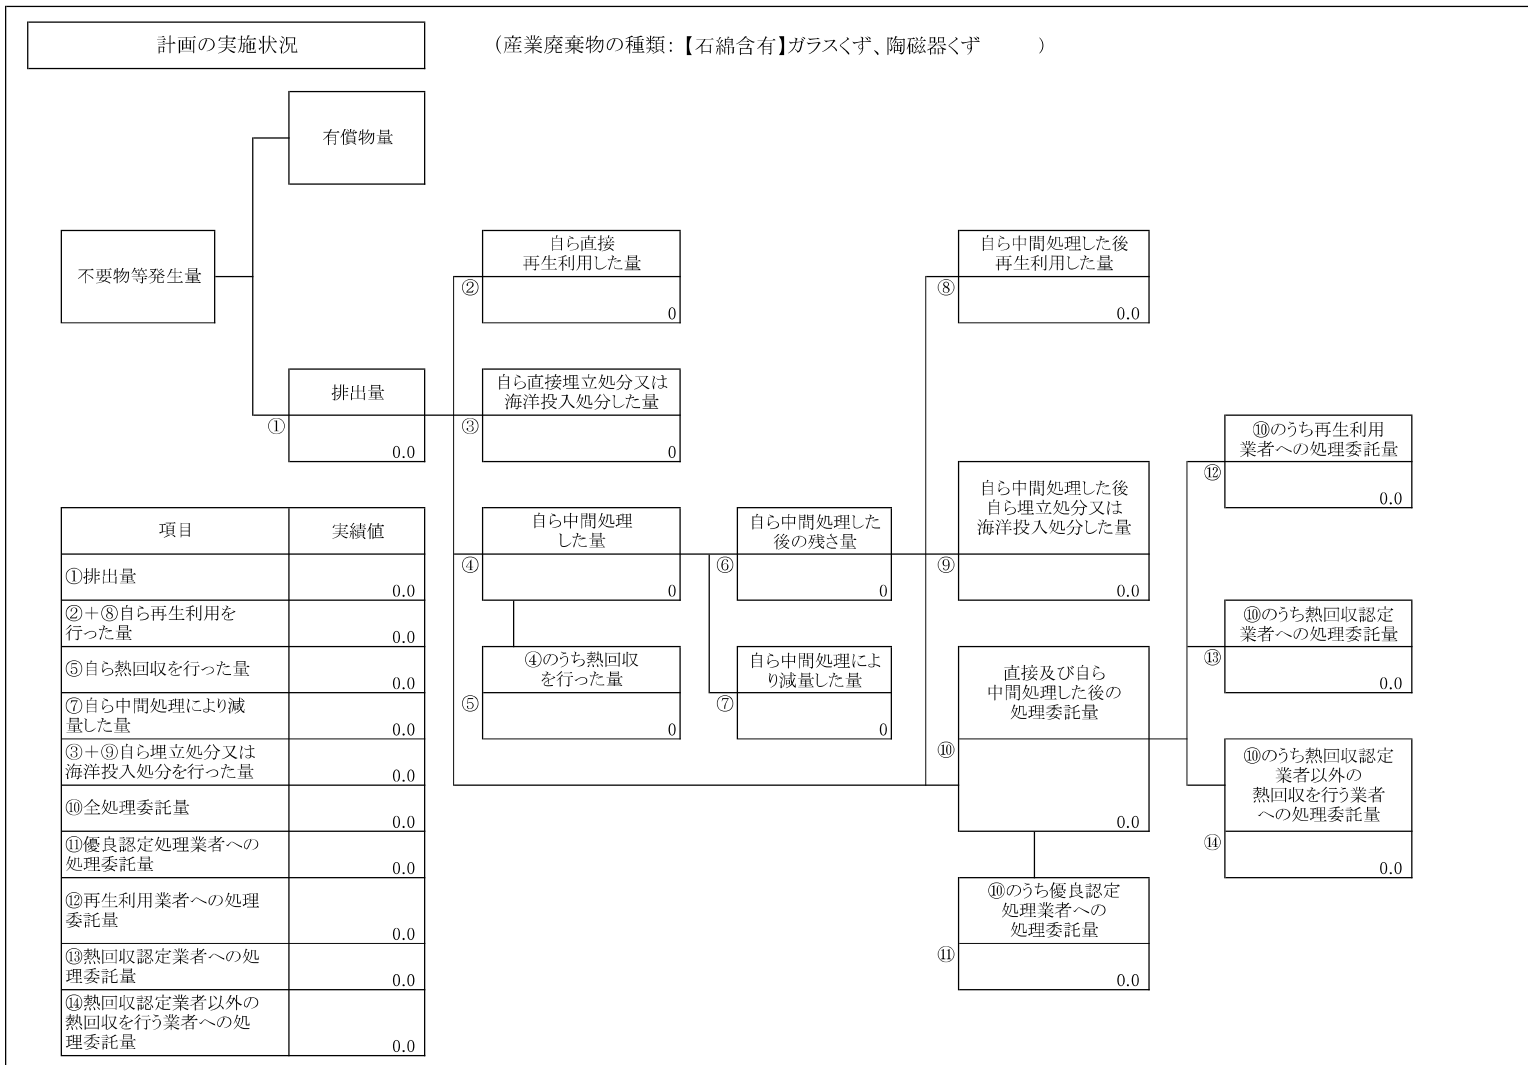 計画の実施状況
(産業廃棄物の種類:【石綿含有】ガラスくず、陶磁器くず )
有償物量
不要物等発生量
排出量
①
0.0
自ら直接
再生利用した量
②
0
自ら直接埋立処分又は
海洋投入処分した量
③
0
自ら中間処理
した量
④
0
④のうち熱回収
を行った量
⑤
0
自ら中間処理した
後の残さ量
⑥
0
自ら中間処理によ
り減量した量
⑦
0
自ら中間処理した後
再生利用した量
⑧
0.0
自ら中間処理した後
自ら埋立処分又は
海洋投入処分した量
⑨
0.0
直接及び自ら
中間処理した後の
処理委託量
⑩
0.0
⑩のうち優良認定
処理業者への
処理委託量
⑪
0.0
⑩のうち再生利用
業者への処理委託量
⑫
0.0
⑩のうち熱回収認定
業者への処理委託量
⑬
0.0
⑩のうち熱回収認定
業者以外の
熱回収を行う業者
への処理委託量
⑭
0.0
項目 実績値
①排出量
0.0
②+⑧自ら再生利用を
行った量 0.0
⑤自ら熱回収を行った量
0.0
⑦自ら中間処理により減
量した量 0.0
③+⑨自ら埋立処分又は
海洋投入処分を行った量 0.0
⑩全処理委託量
0.0
⑪優良認定処理業者への
処理委託量 0.0
⑫再生利用業者への処理
委託量
0.0
⑬熱回収認定業者への処
理委託量 0.0
⑭熱回収認定業者以外の
熱回収を行う業者への処
理委託量 0.0